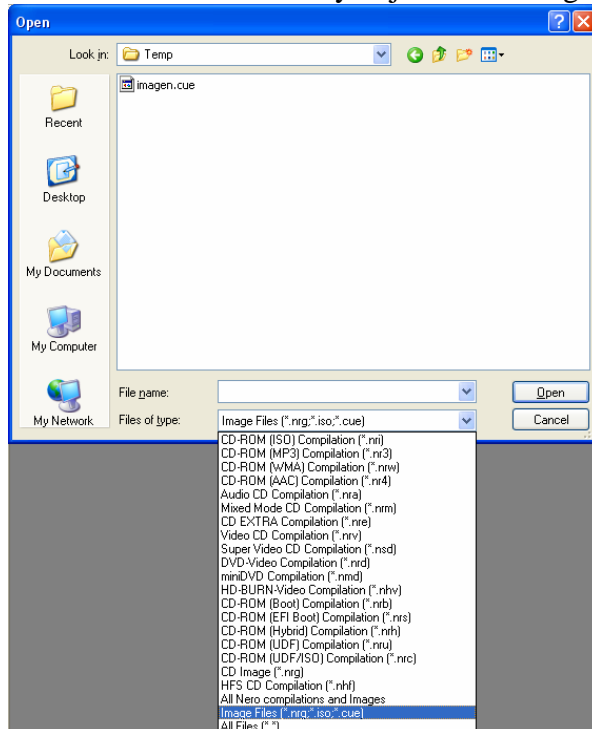 Open
Look in:
Temp
imagen.cue
Recent
Desktop
My Documents
My Computer
My Network
File name:
Open
Files of type:
Image Files (*.nrg;*.iso;*.cue)
Cancel
CD-ROM (ISO) Compilation (*.nri)
CD-ROM (MP3) Compilation (*.nr3)
CD-ROM (WMA) Compilation (*.nrw)
CD-ROM (AAC) Compilation (*.nr4)
Audio CD Compilation (*.nra)
Mixed Mode CD Compilation (*.nrm)
CD EXTRA Compilation (*.nre)
Video CD Compilation (*.nrv)
Super Video CD Compilation (*.nsd)
DVD-Video Compilation (*.nrd)
miniDVD Compilation (*.nmd)
HD-BURN-Video Compilation (*.nhv)
CD-ROM (Boot) Compilation (*.nrb)
CD-ROM (EFI Boot) Compilation (*.nrs)
CD-ROM (Hybrid) Compilation (*.nrh)
CD-ROM (UDF) Compilation (*.nru)
CD-ROM (UDF/ISO) Compilation (*.nrc)
CD Image (*.nrg)
HFS CD Compilation (*.nhf)
All Nero compilations and Images
Image Files (*.nrg;*.iso;*.cue)
All Files (*.*)